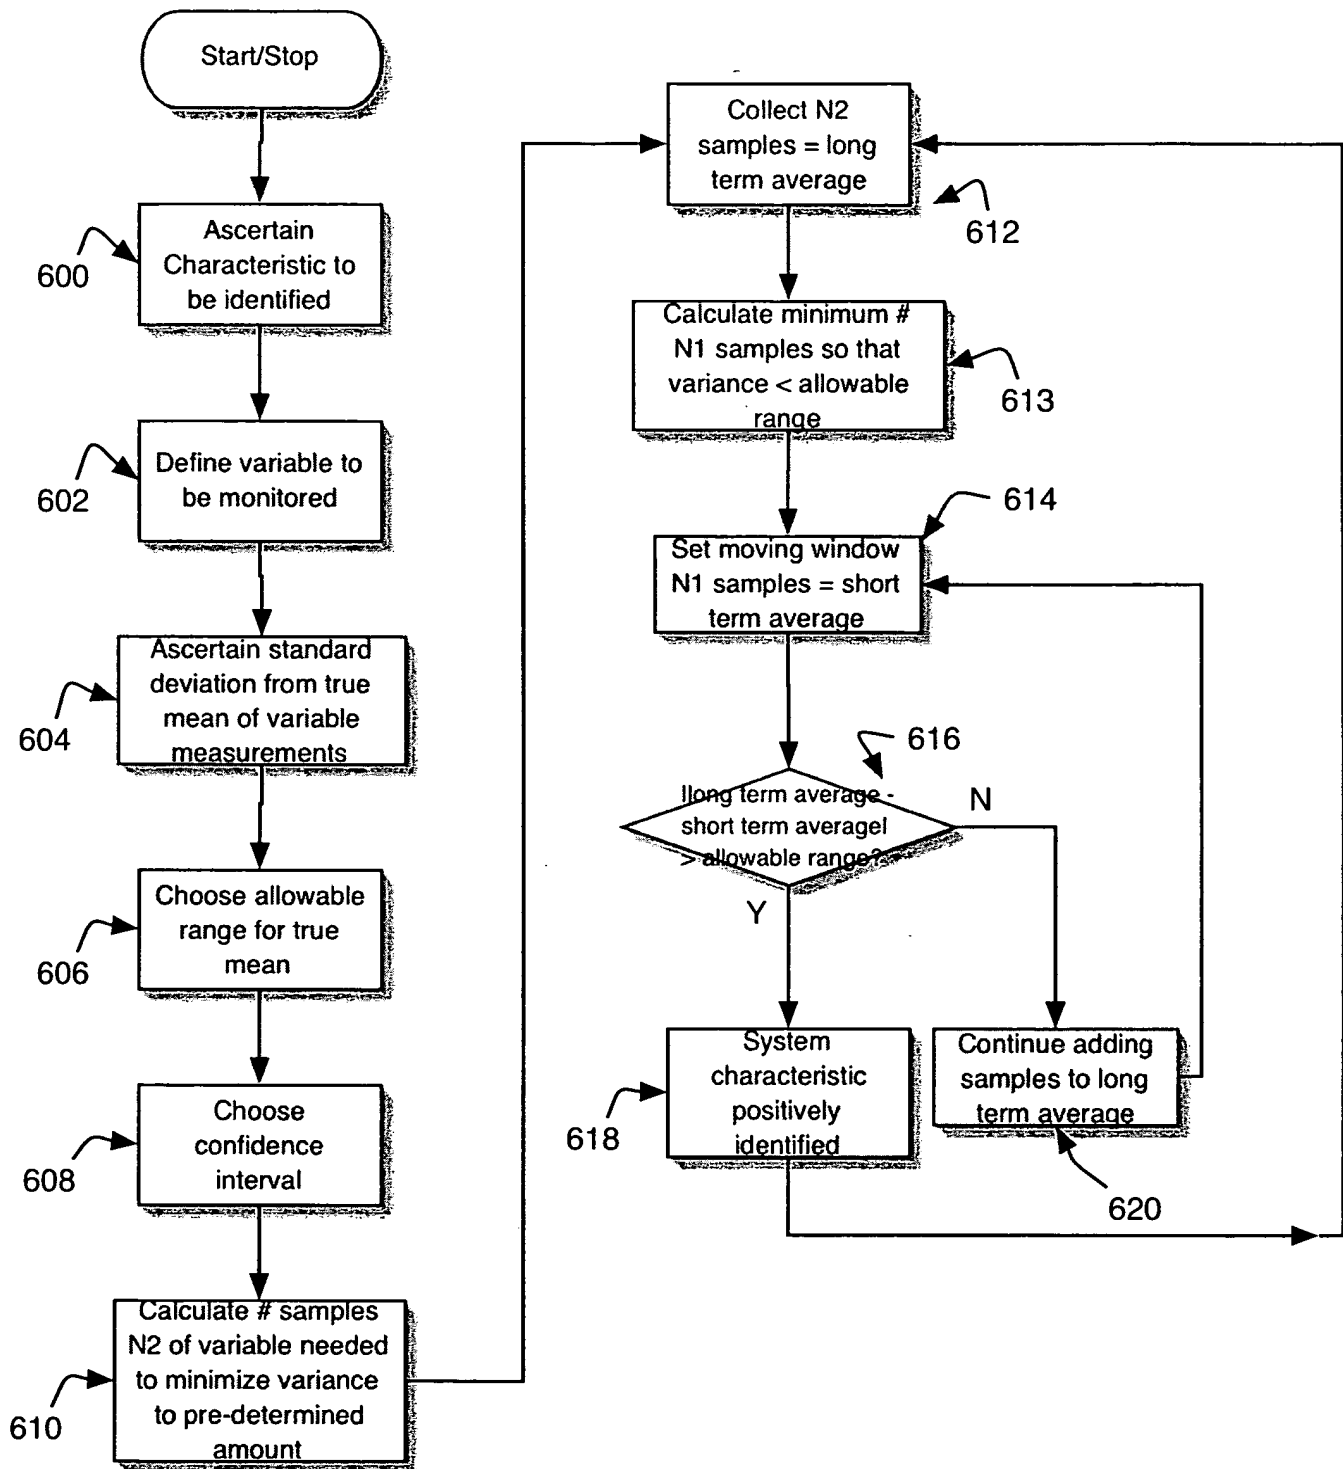 Start/Stop
Ascertain
Characteristic to
be identified
600
Define variable to
be monitored
602
Ascertain standard
deviation from true
mean of variable
measurements
604
Choose allowable
range for true
mean
606
Choose
confidence
interval
608
Calculate # samples
N2 of variable needed
to minimize variance
to pre-determined
amount
610
Collect N2
samples = long
term average
612
Calculate minimum #
N1 samples so that
variance < allowable
range
613
Set moving window
N1 samples = short
term average
614
|long term average -
short term average|
> allowable range?
616
N
Y
System
characteristic
positively
identified
618
Continue adding
samples to long
term average
620